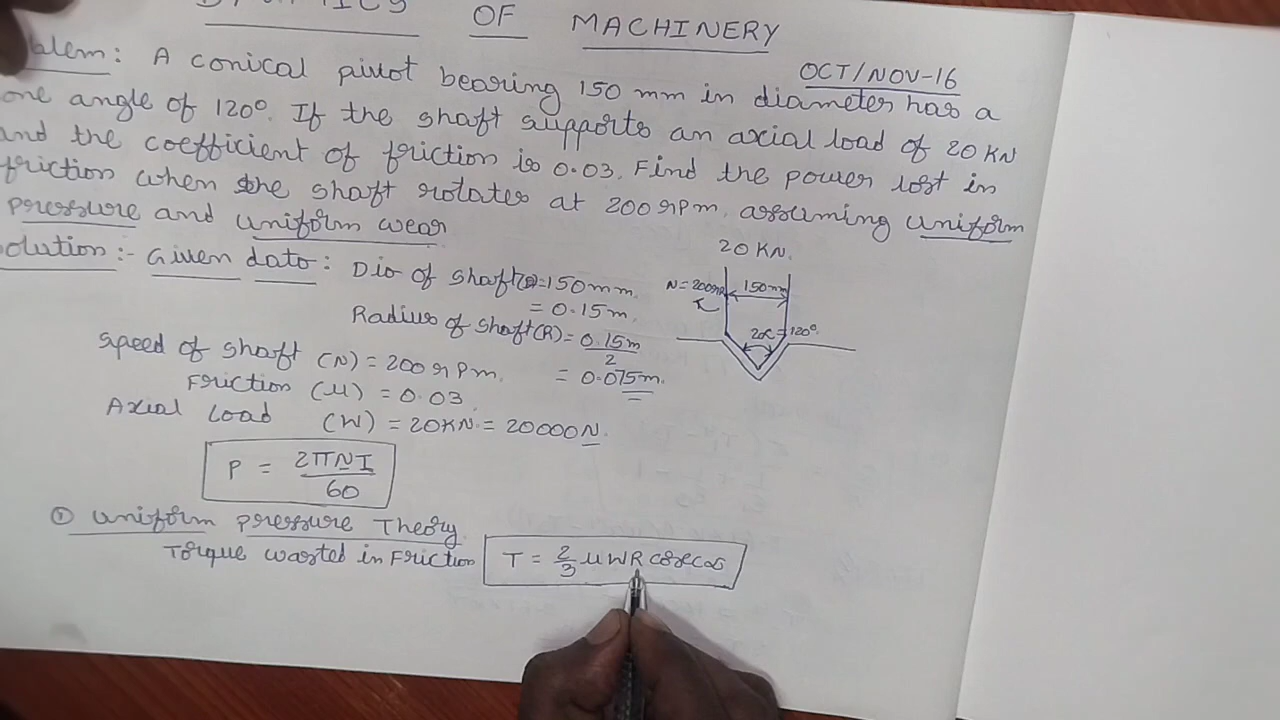 OF MACHINERY
OCT/NOV-16
blem: A conical pivot bearing 150 mm in diameter has a
one angle of 120°. If the shaft supports an axial load of 20 KN
and the coefficient of friction is 0.03. Find the power lost in
friction when the shaft rotates at 200 rpm, assuming uniform
pressure and uniform wear
olution:- Given data: Dia of shaft = 150mm.
= 0.15m.
Radius of shaft (R) = 0.15m/2
= 0.075m.
Speed of shaft (N) = 200 rpm.
Friction (μ) = 0.03
Axial Load (W) = 20KN = 20000N.
20 KN.
N = 200
150mm
2α = 120°.
P = 2πNT/60
① Uniform pressure Theory
Torque wasted in Friction T = 2/3 μWR cosec α